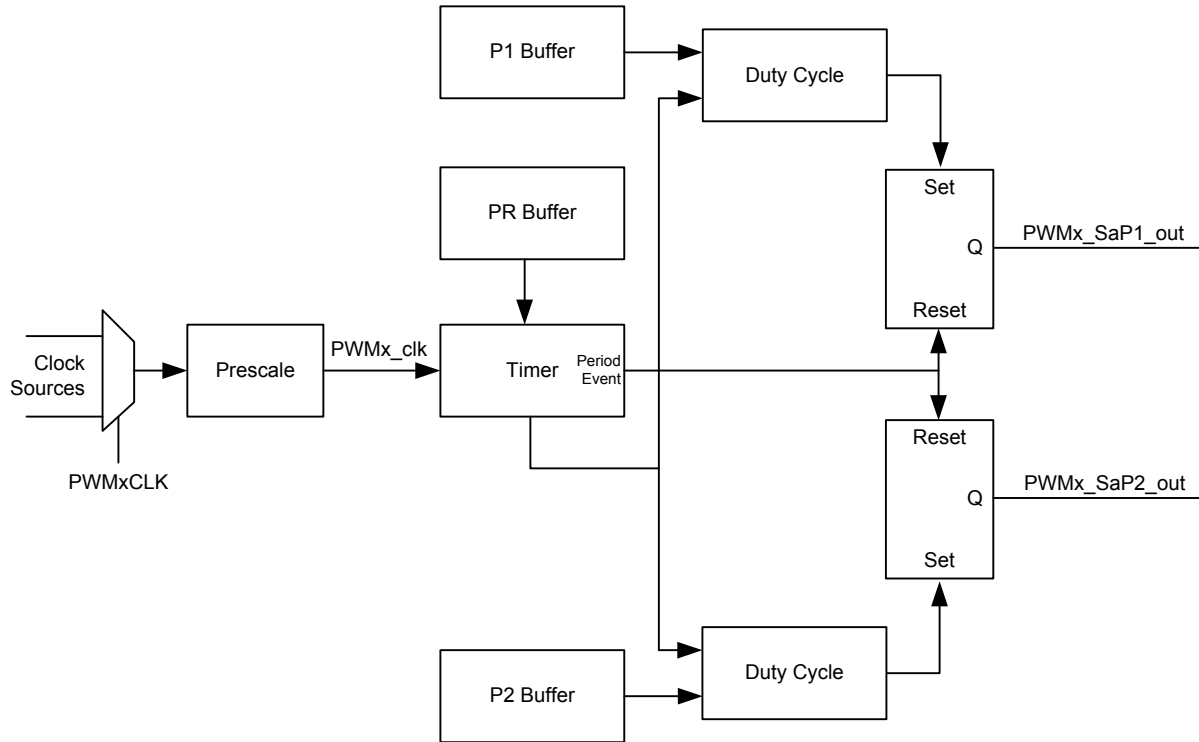 P1 Buffer
Duty Cycle
PR Buffer
Set
Q
Reset
PWMx_SaP1_out
Clock
Sources
Prescale
PWMx_clk
Timer
Period
Event
PWMxCLK
Reset
Q
Set
PWMx_SaP2_out
P2 Buffer
Duty Cycle